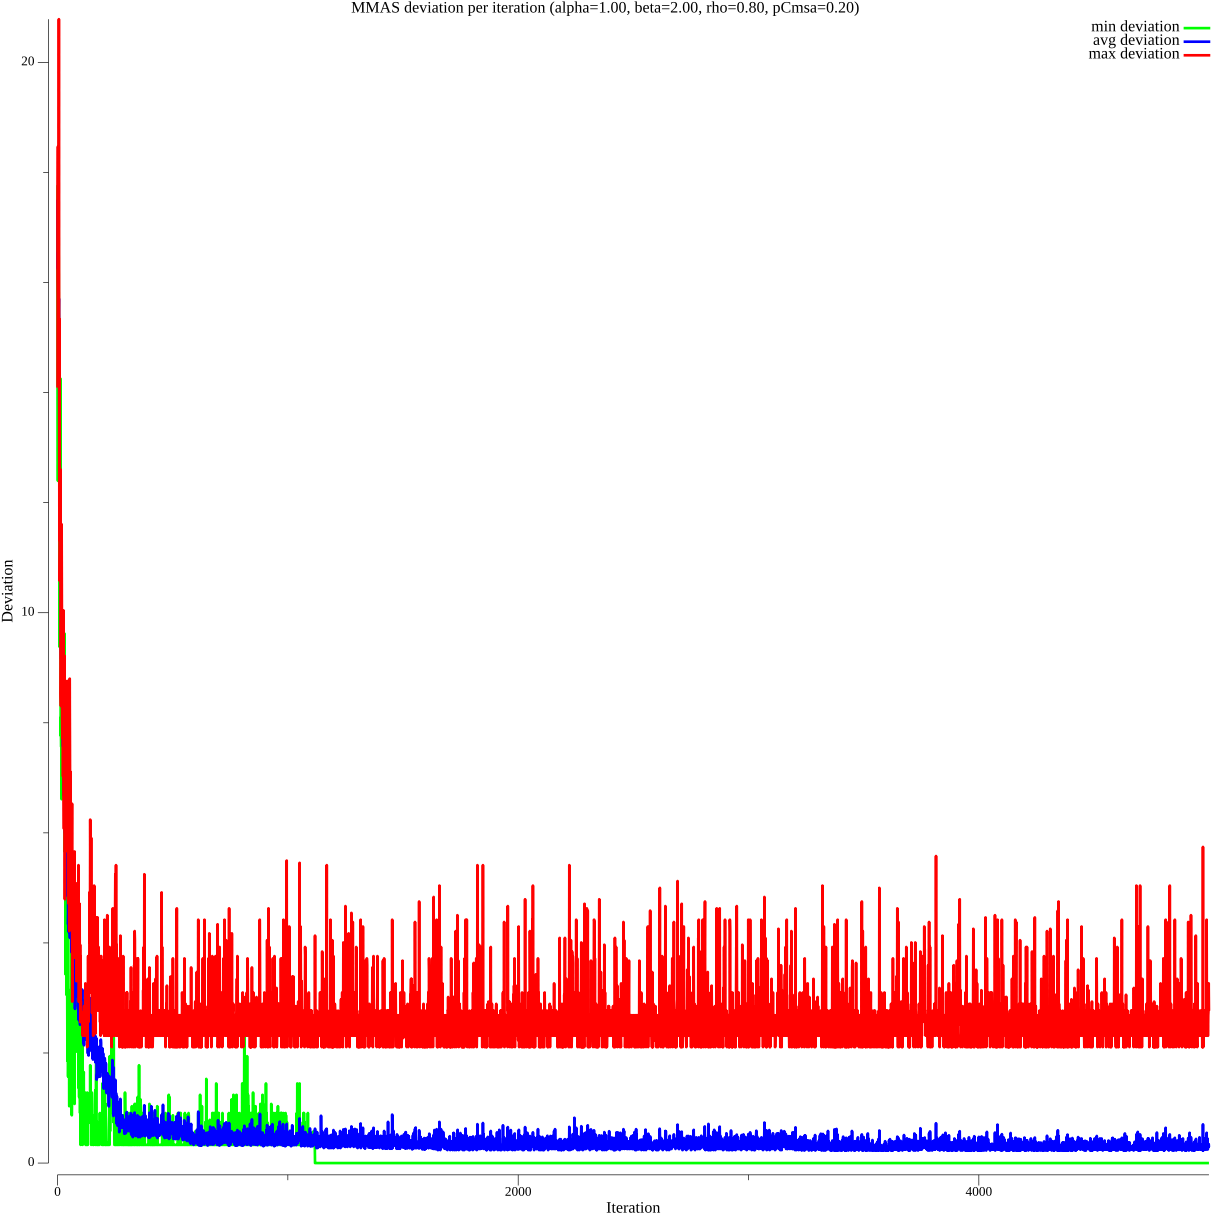 MMAS deviation per iteration (alpha=1.00, beta=2.00, rho=0.80, pCmsa=0.20)
min deviation
avg deviation
max deviation
20
10
0
Deviation
0
2000
4000
Iteration